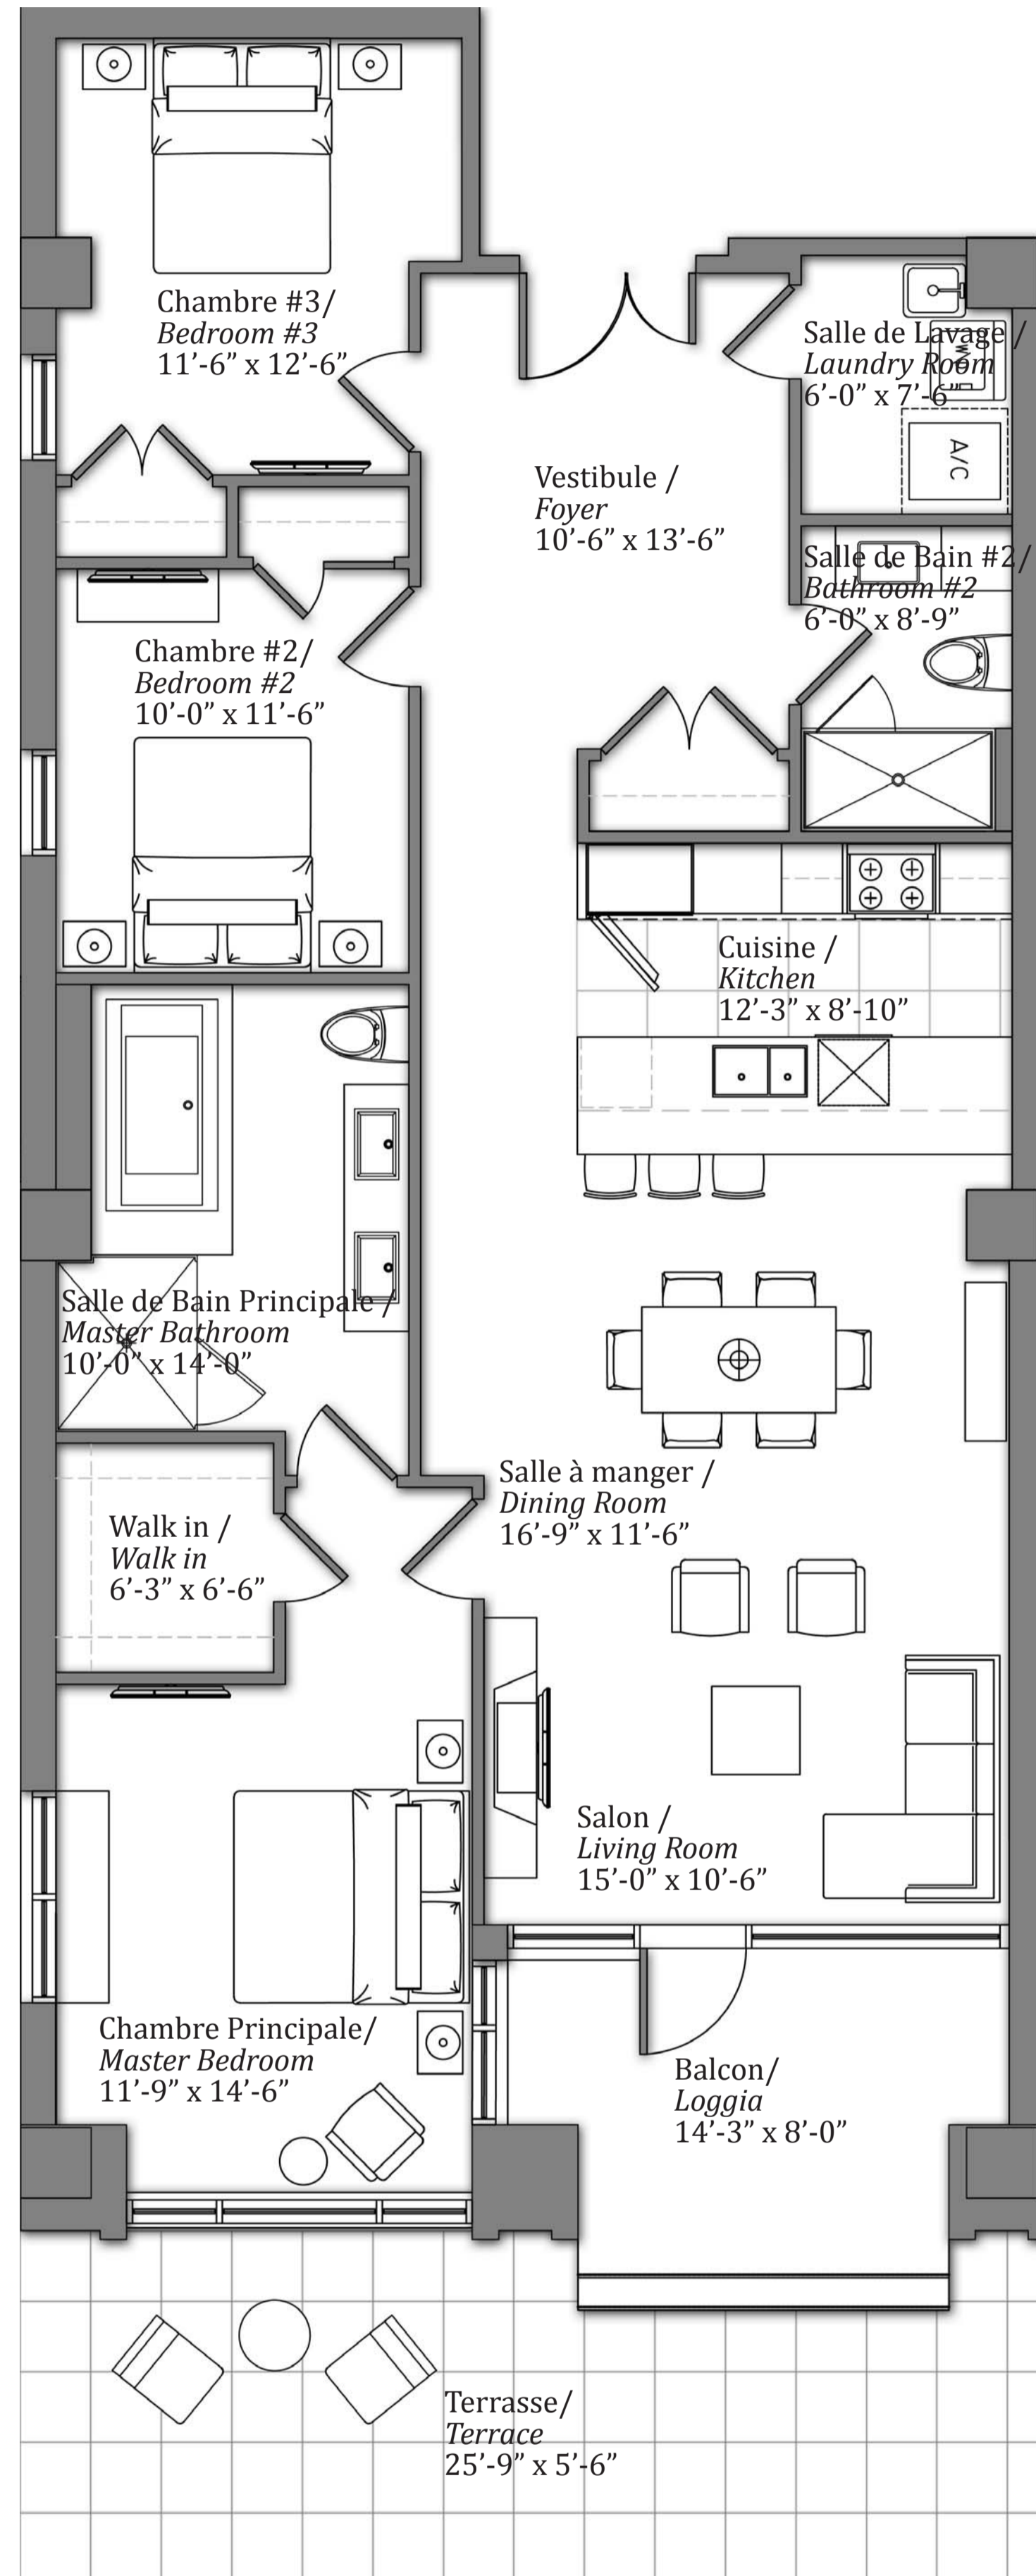 Chambre #3/
Bedroom #3
11’-6” x 12’-6”
Salle de Lavage /
Laundry Room
6’-0” x 7’-6”
W/D
A/C
Vestibule /
Foyer
10’-6” x 13’-6”
Salle de Bain #2/
Bathroom #2
6’-0” x 8’-9”
Chambre #2/
Bedroom #2
10’-0” x 11’-6”
Cuisine /
Kitchen
12’-3” x 8’-10”
Salle de Bain Principale /
Master Bathroom
10’-0” x 14’-0”
Salle à manger /
Dining Room
16’-9” x 11’-6”
Walk in /
Walk in
6’-3” x 6’-6”
Salon /
Living Room
15’-0” x 10’-6”
Chambre Principale/
Master Bedroom
11’-9” x 14’-6”
Balcon/
Loggia
14’-3” x 8’-0”
Terrasse/
Terrace
25’-9” x 5’-6”